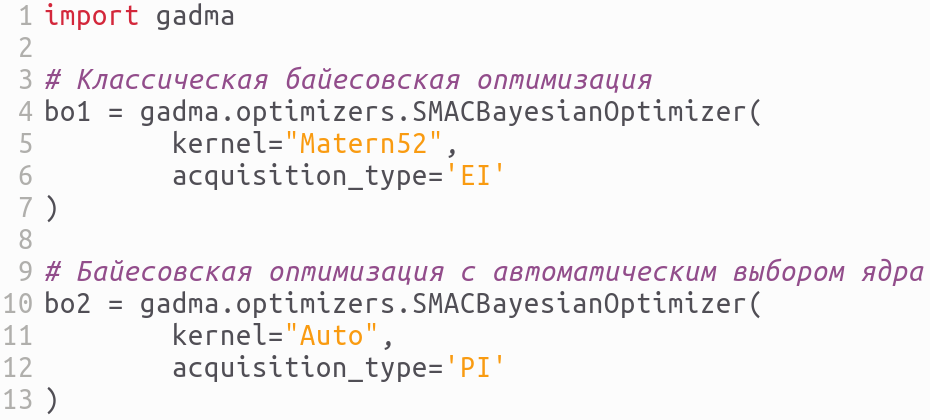 1 import gadma
2
3 # Классическая байесовская оптимизация
4 bo1 = gadma.optimizers.SMACBayesianOptimizer(
5         kernel="Matern52",
6         acquisition_type='EI'
7 )
8
9 # Байесовская оптимизация с автоматическим выбором ядра
10 bo2 = gadma.optimizers.SMACBayesianOptimizer(
11         kernel="Auto",
12         acquisition_type='PI'
13 )